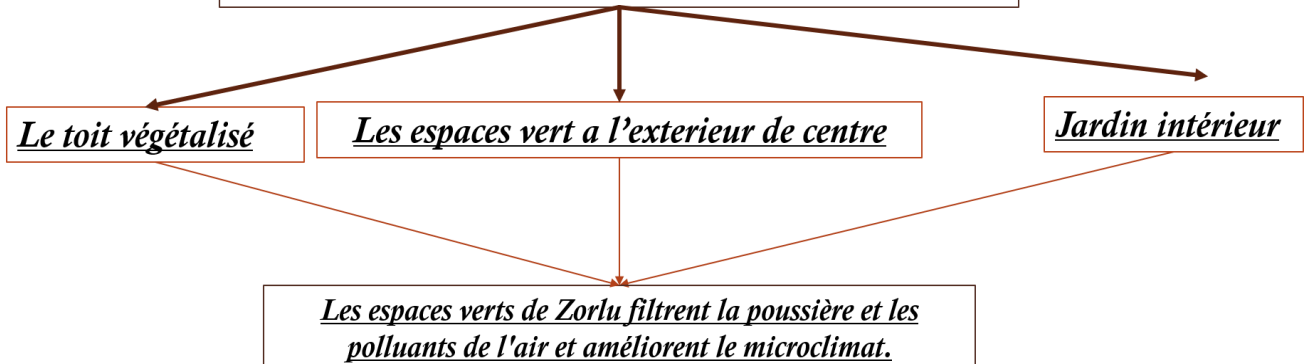 Le toit végétalisé
Les espaces vert a l’exterieur de centre
Jardin intérieur
Les espaces verts de Zorlu filtrent la poussière et les
polluants de l'air et améliorent le microclimat.